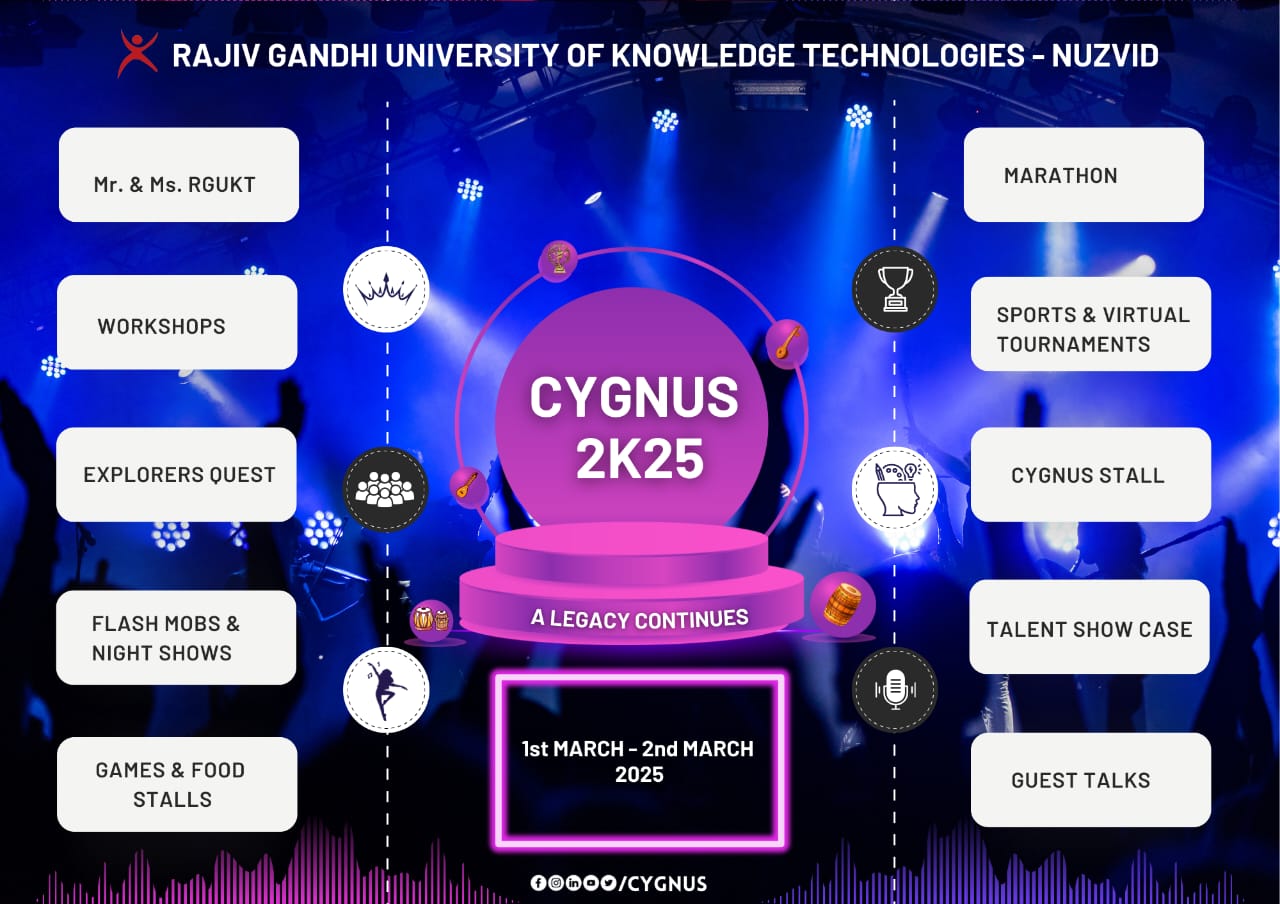 RAJIV GANDHI UNIVERSITY OF KNOWLEDGE TECHNOLOGIES - NUZVID
Mr. & Ms. RGUKT
WORKSHOPS
EXPLORERS QUEST
FLASH MOBS &
NIGHT SHOWS
GAMES & FOOD
STALLS
CYGNUS
2K25
A LEGACY CONTINUES
1st MARCH - 2nd MARCH
2025
/CYGNUS
MARATHON
SPORTS & VIRTUAL
TOURNAMENTS
CYGNUS STALL
TALENT SHOW CASE
GUEST TALKS